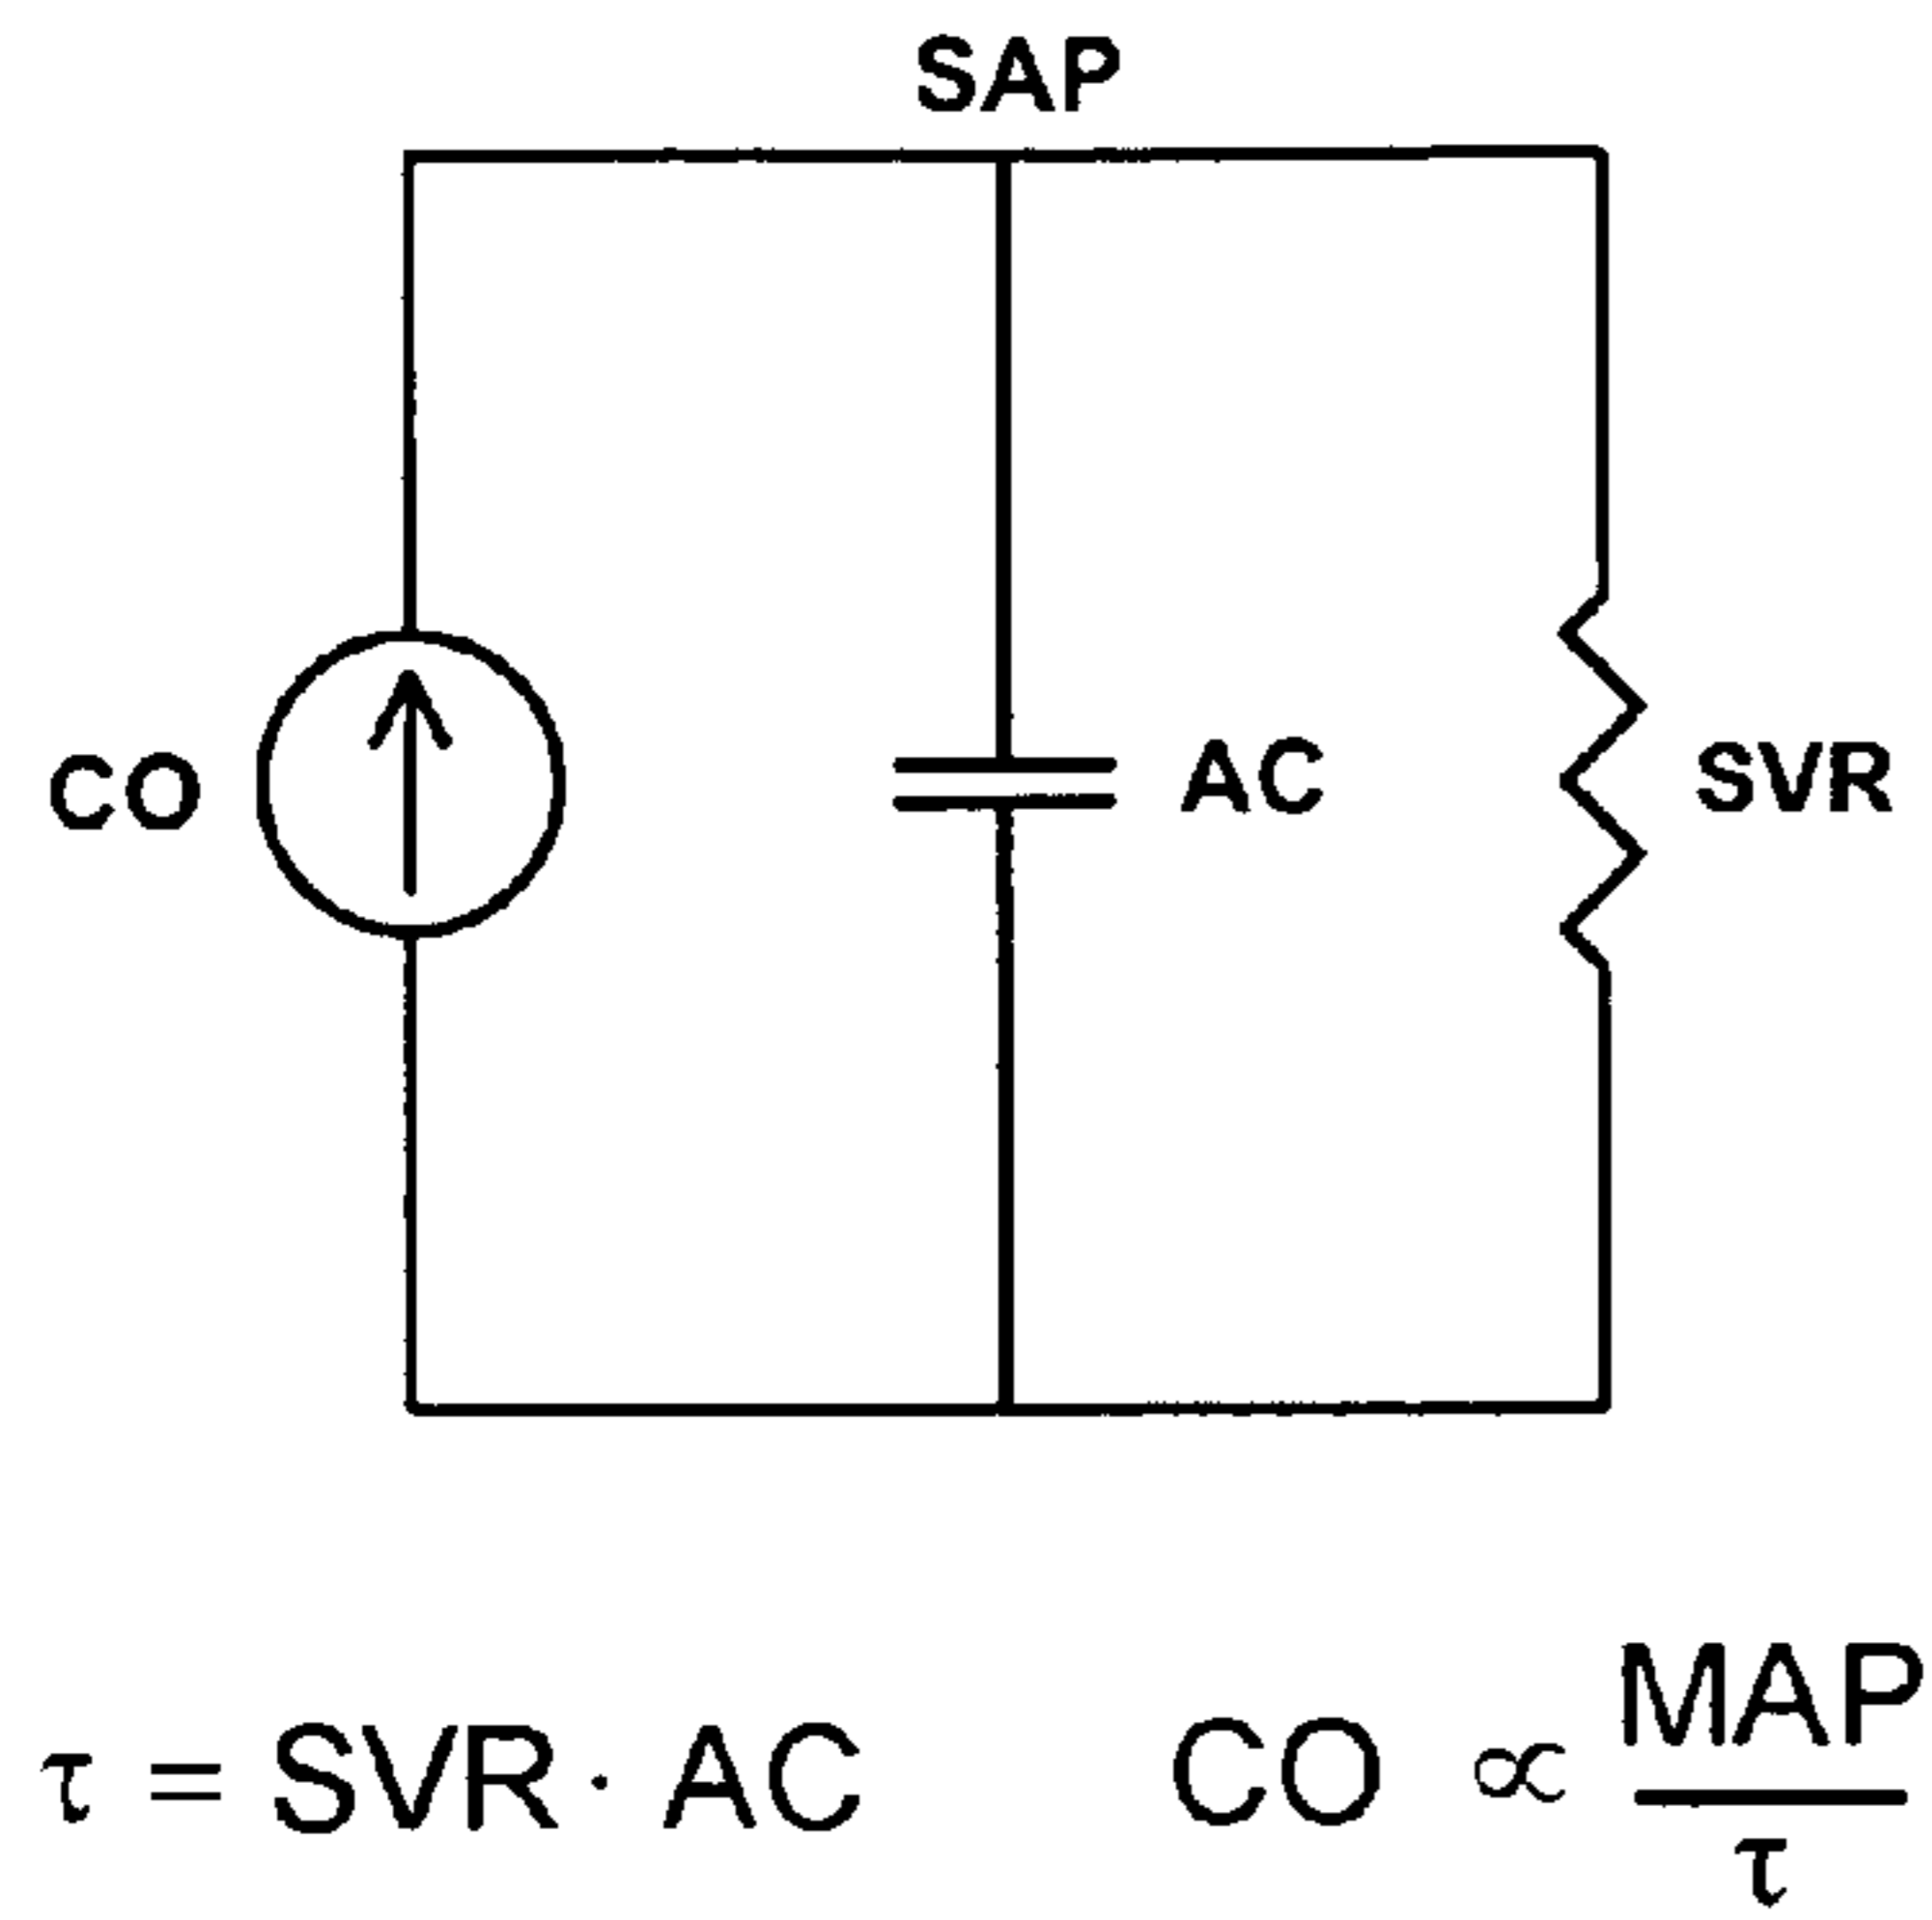 SAP
CO
AC
SVR
τ = SVR · AC
CO ∝ MAP / τ